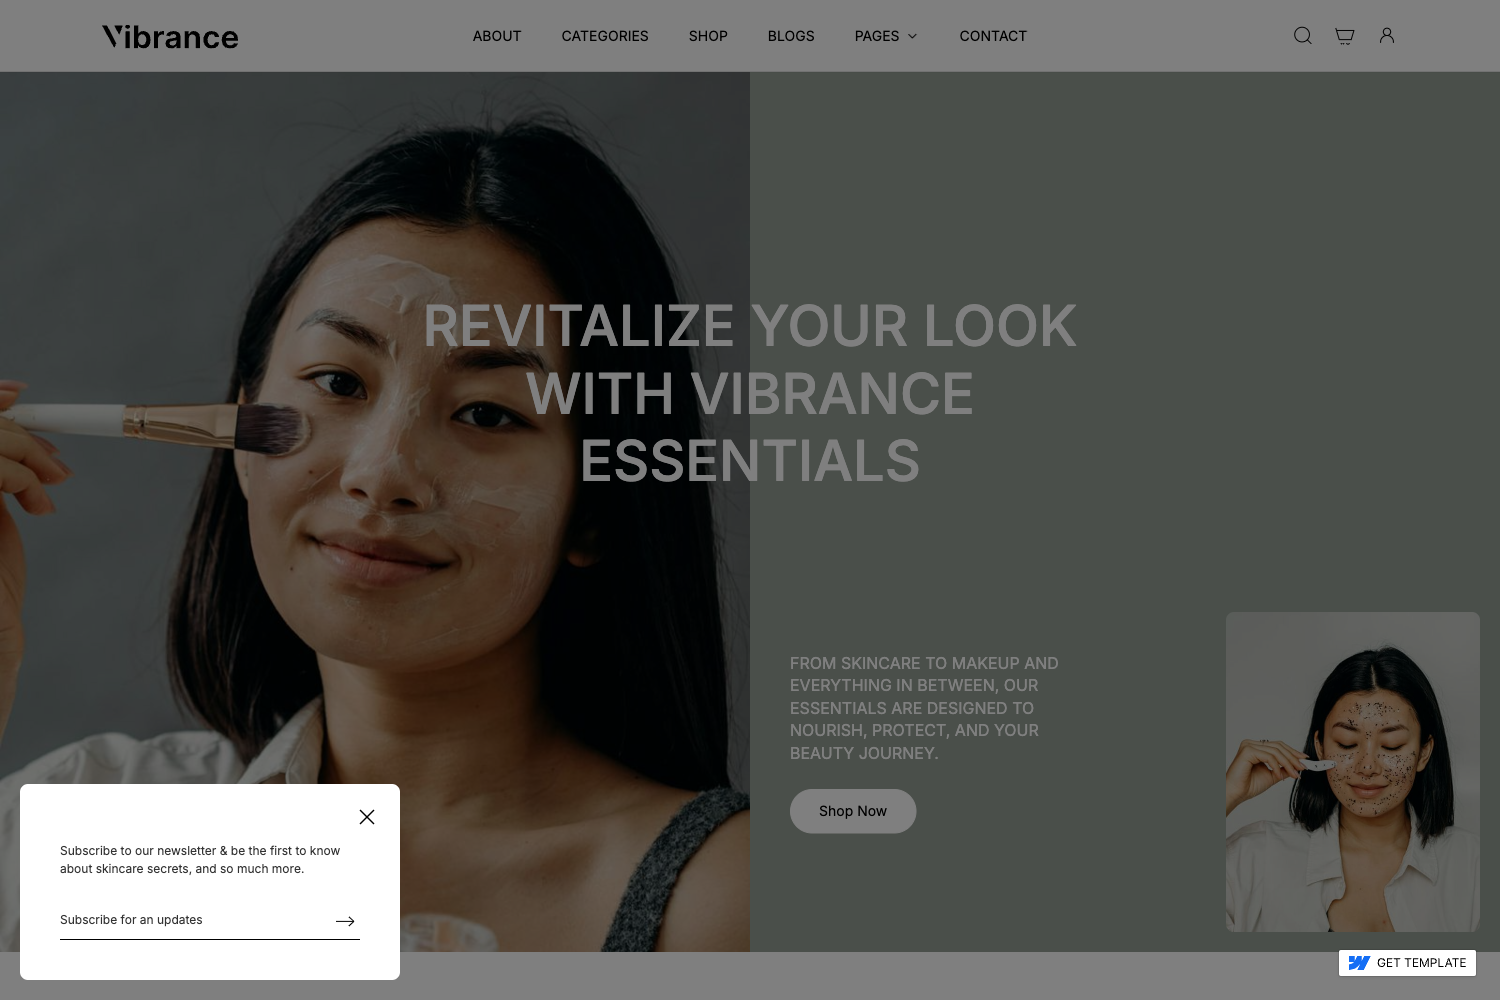 Vibrance
ABOUT
CATEGORIES
SHOP
BLOGS
PAGES
CONTACT
REVITALIZE YOUR LOOK
WITH VIBRANCE
ESSENTIALS
FROM SKINCARE TO MAKEUP AND
EVERYTHING IN BETWEEN, OUR
ESSENTIALS ARE DESIGNED TO
NOURISH, PROTECT, AND YOUR
BEAUTY JOURNEY.
Shop Now
Subscribe to our newsletter & be the first to know
about skincare secrets, and so much more.
Subscribe for an updates
GET TEMPLATE